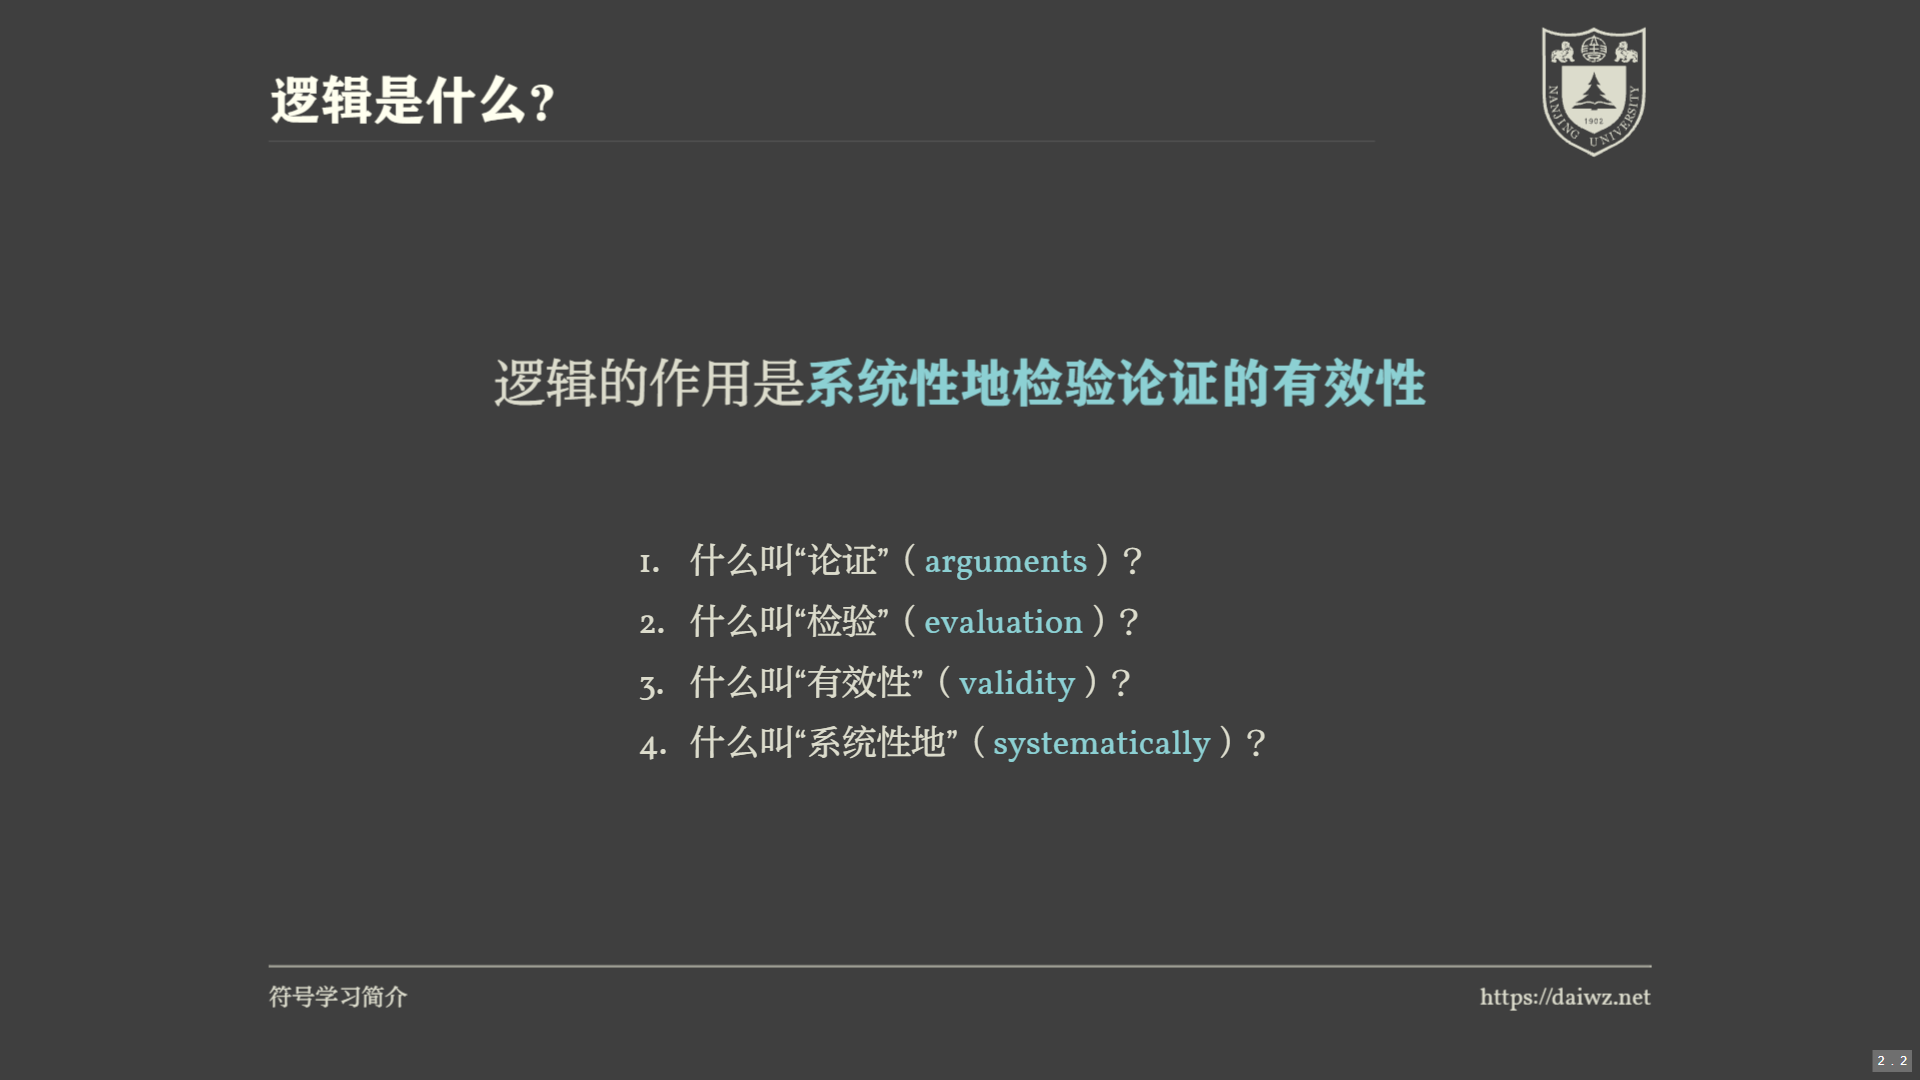 逻辑是什么?
NANJING UNIVERSITY
1902
逻辑的作用是系统性地检验论证的有效性
1. 什么叫“论证”（arguments）？
2. 什么叫“检验”（evaluation）？
3. 什么叫“有效性”（validity）？
4. 什么叫“系统性地”（systematically）？
符号学习简介
https://daiwz.net
2.2